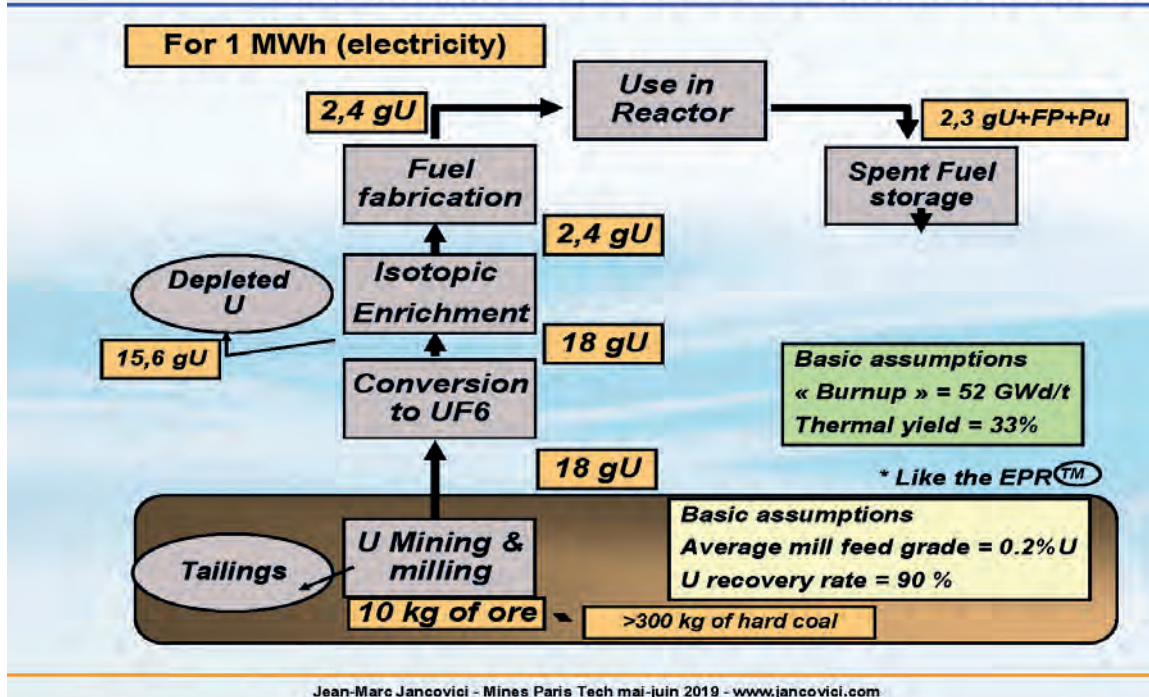 For 1 MWh (electricity)
2,4 gU
Use in
Reactor
2,3 gU+FP+Pu
Fuel
fabrication
Spent Fuel
storage
2,4 gU
Depleted
U
Isotopic
Enrichment
15,6 gU
18 gU
Conversion
to UF6
Basic assumptions
« Burnup » = 52 GWd/t
Thermal yield = 33%
18 gU
* Like the EPR TM
U Mining &
milling
Tailings
Basic assumptions
Average mill feed grade = 0.2% U
U recovery rate = 90 %
10 kg of ore
>300 kg of hard coal
Jean-Marc Jancovici - Mines Paris Tech mai-juin 2019 - www.jancovici.com